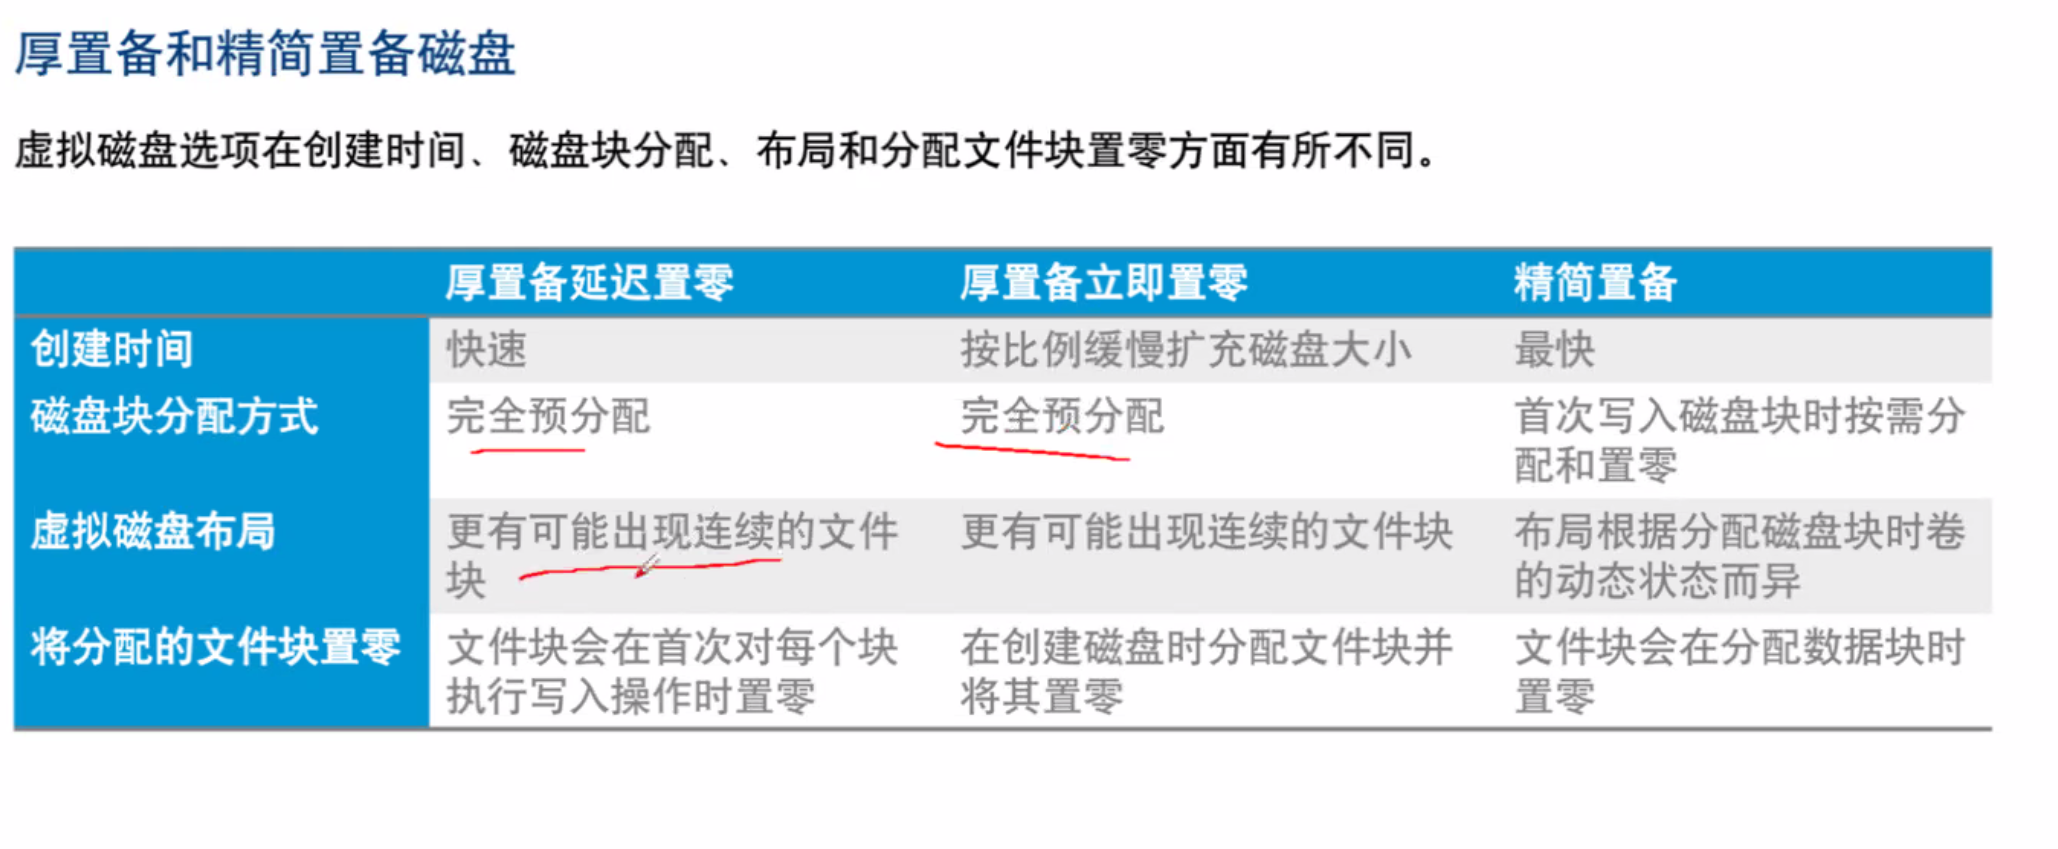 厚置备和精简置备磁盘
虚拟磁盘选项在创建时间、磁盘块分配、布局和分配文件块置零方面有所不同。
厚置备延迟置零 厚置备立即置零 精简置备
创建时间 快速 按比例缓慢扩充磁盘大小 最快
磁盘块分配方式 完全预分配 完全预分配 首次写入磁盘块时按需分
配和置零
虚拟磁盘布局 更有可能出现连续的文件 更有可能出现连续的文件块 布局根据分配磁盘块时卷
块 的动态状态而异
将分配的文件块置零 文件块会在首次对每个块 在创建磁盘时分配文件块并 文件块会在分配数据块时
执行写入操作时置零 将其置零 置零